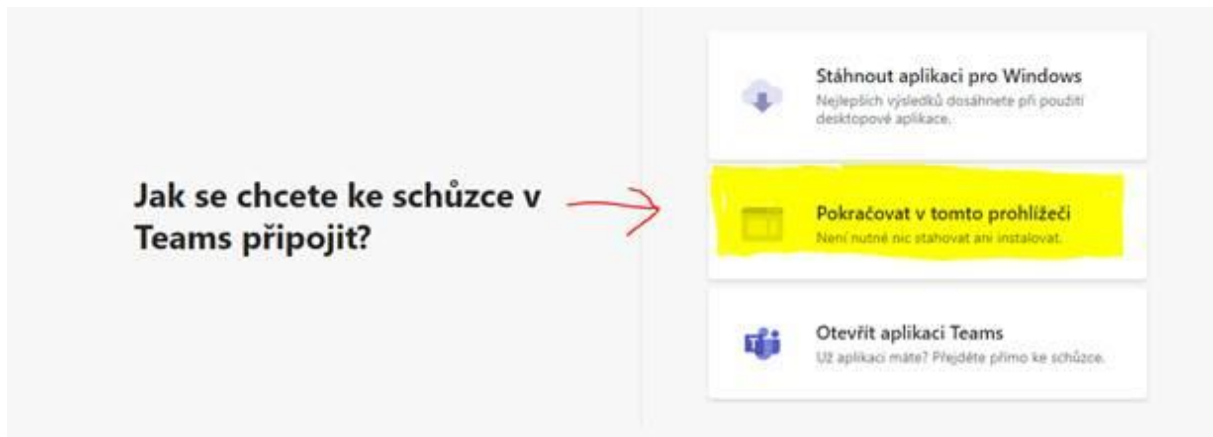 Jak se chcete ke schůzce v
Teams připojit?
Stáhnout aplikaci pro Windows
Nejlepších výsledků dosáhnete při použití
desktopové aplikace.
Pokračovat v tomto prohlížeči
Není nutné nic stahovat ani instalovat.
Otevřít aplikaci Teams
Už aplikaci máte? Přejděte přímo ke schůzce.